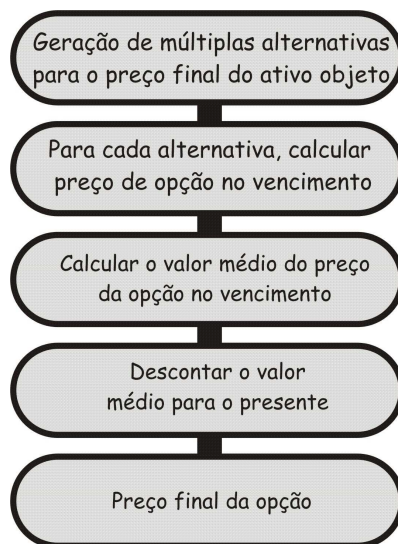 Geração de múltiplas alternativas
para o preço final do ativo objeto
Para cada alternativa, calcular
preço de opção no vencimento
Calcular o valor médio do preço
da opção no vencimento
Descontar o valor
médio para o presente
Preço final da opção